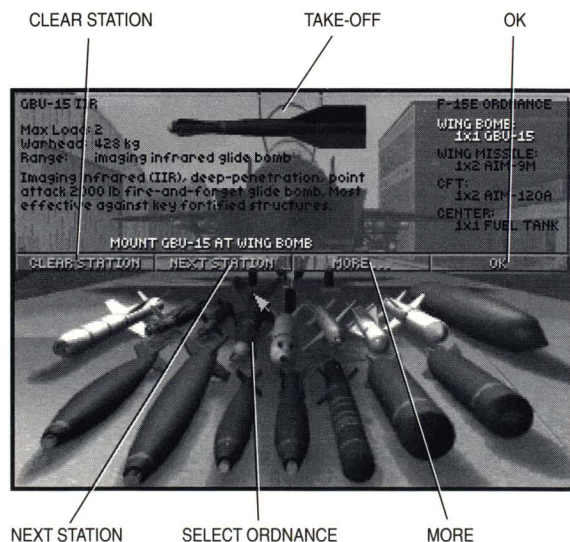 CLEAR STATION
TAKE-OFF
OK
GBU-15 IIR
Max Load: 2
Warhead: 428 kg
Range: imaging infrared glide bomb
Imaging infrared (IIR), deep-penetration, point
attack 2000 lb fire-and-forget glide bomb. Most
effective against key fortified structures.
MOUNT GBU-15 AT WING BOMB
F-15E ORDNANCE
WING BOMB:
1x1 GBU-15
WING MISSILE:
1x2 AIM-9M
CFT:
1x2 AIM-120A
CENTER:
1x1 FUEL TANK
CLEAR STATION
NEXT STATION
MORE...
OK
NEXT STATION
SELECT ORDNANCE
MORE